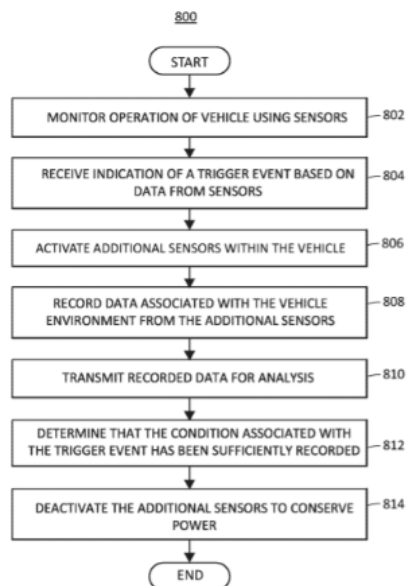 800
START
MONITOR OPERATION OF VEHICLE USING SENSORS
802
RECEIVE INDICATION OF A TRIGGER EVENT BASED ON
DATA FROM SENSORS
804
ACTIVATE ADDITIONAL SENSORS WITHIN THE VEHICLE
806
RECORD DATA ASSOCIATED WITH THE VEHICLE
ENVIRONMENT FROM THE ADDITIONAL SENSORS
808
TRANSMIT RECORDED DATA FOR ANALYSIS
810
DETERMINE THAT THE CONDITION ASSOCIATED WITH
THE TRIGGER EVENT HAS BEEN SUFFICIENTLY RECORDED
812
DEACTIVATE THE ADDITIONAL SENSORS TO CONSERVE
POWER
814
END